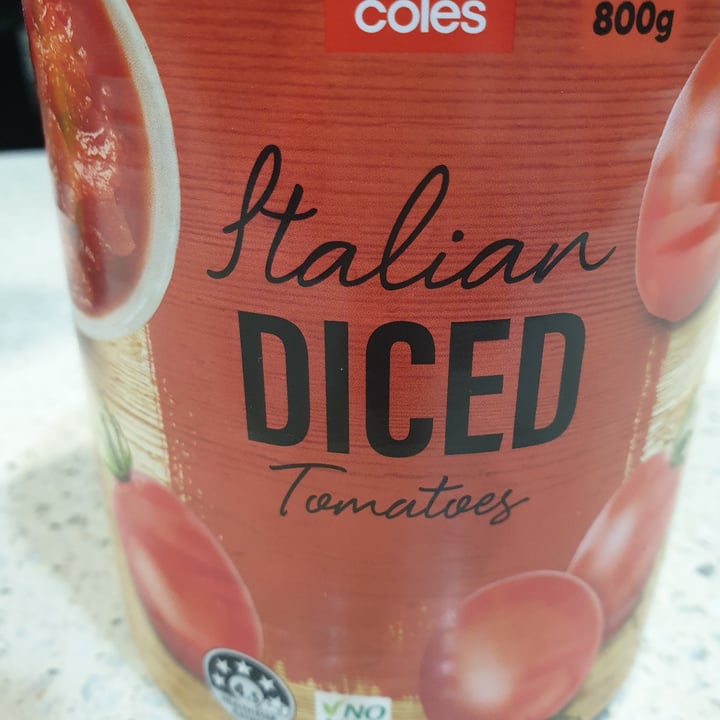 coles
800g
Italian
DICED
Tomatoes
NO